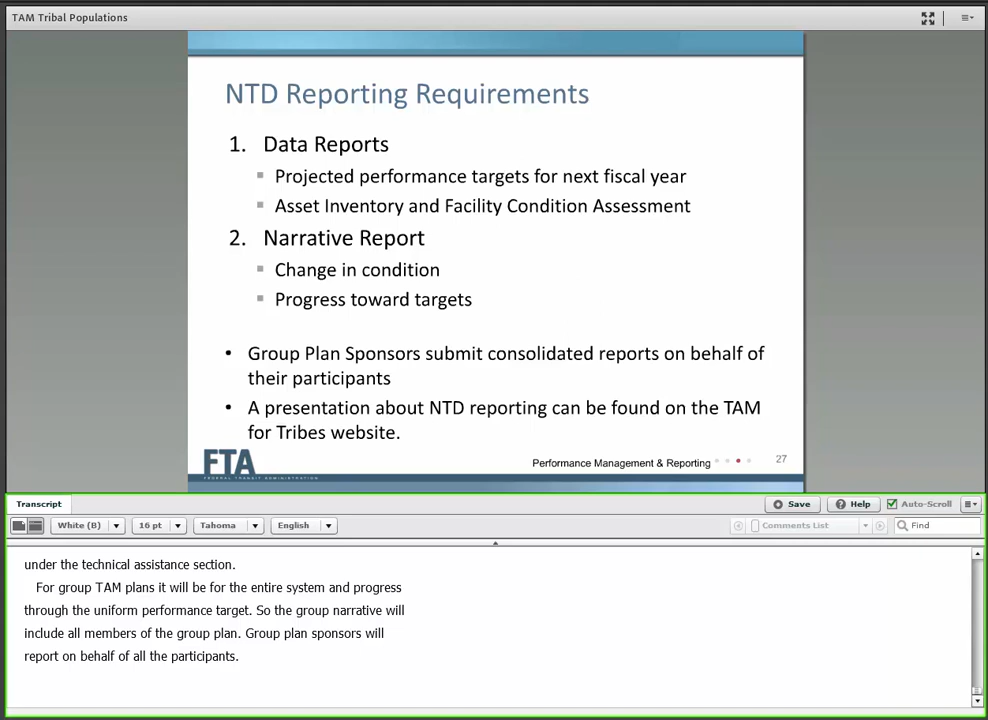 TAM Tribal Populations
NTD Reporting Requirements
1. Data Reports
Projected performance targets for next fiscal year
Asset Inventory and Facility Condition Assessment
2. Narrative Report
Change in condition
Progress toward targets
• Group Plan Sponsors submit consolidated reports on behalf of
their participants
• A presentation about NTD reporting can be found on the TAM
for Tribes website.
FTA
FEDERAL TRANSIT ADMINISTRATION
Performance Management & Reporting
27
Transcript
Save
Help
Auto-Scroll
White (B)
16 pt
Tahoma
English
Comments List
Find
under the technical assistance section.
For group TAM plans it will be for the entire system and progress
through the uniform performance target. So the group narrative will
include all members of the group plan. Group plan sponsors will
report on behalf of all the participants.